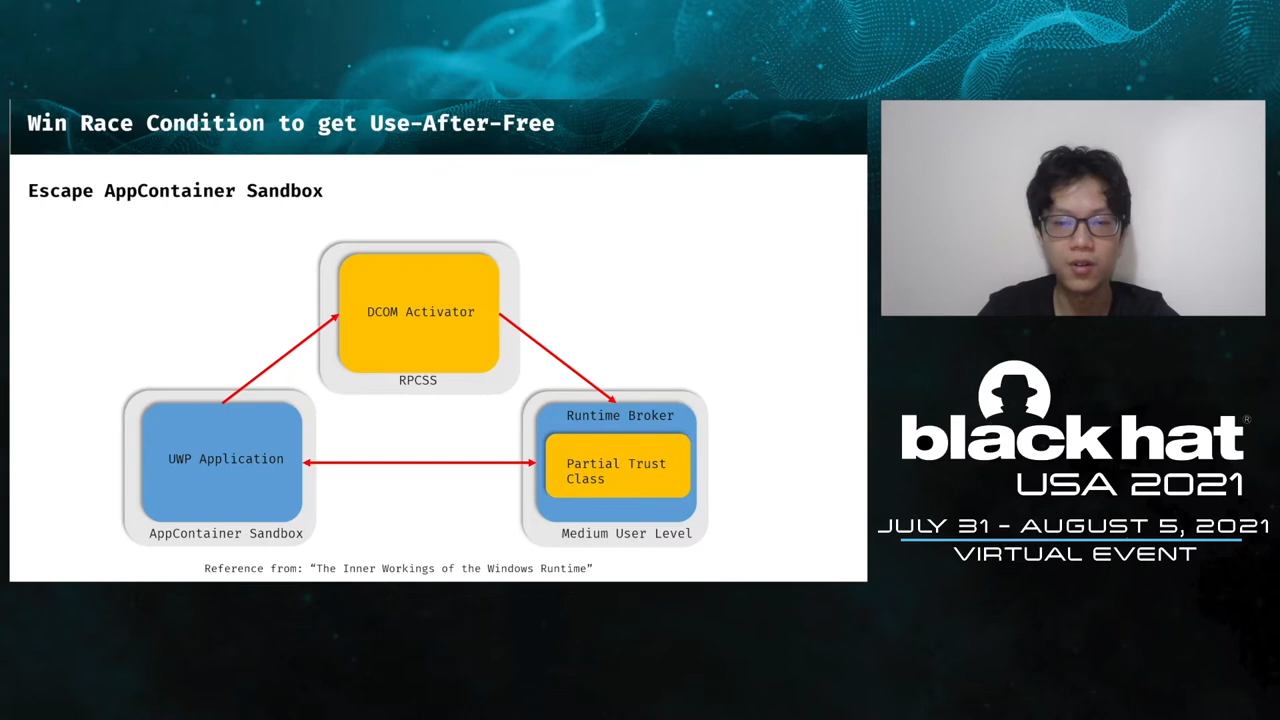 Win Race Condition to get Use-After-Free
Escape AppContainer Sandbox
DCOM Activator
RPCSS
UWP Application
AppContainer Sandbox
Runtime Broker
Partial Trust
Class
Medium User Level
Reference from: “The Inner Workings of the Windows Runtime”
black hat®
USA 2021
JULY 31 – AUGUST 5, 2021
VIRTUAL EVENT